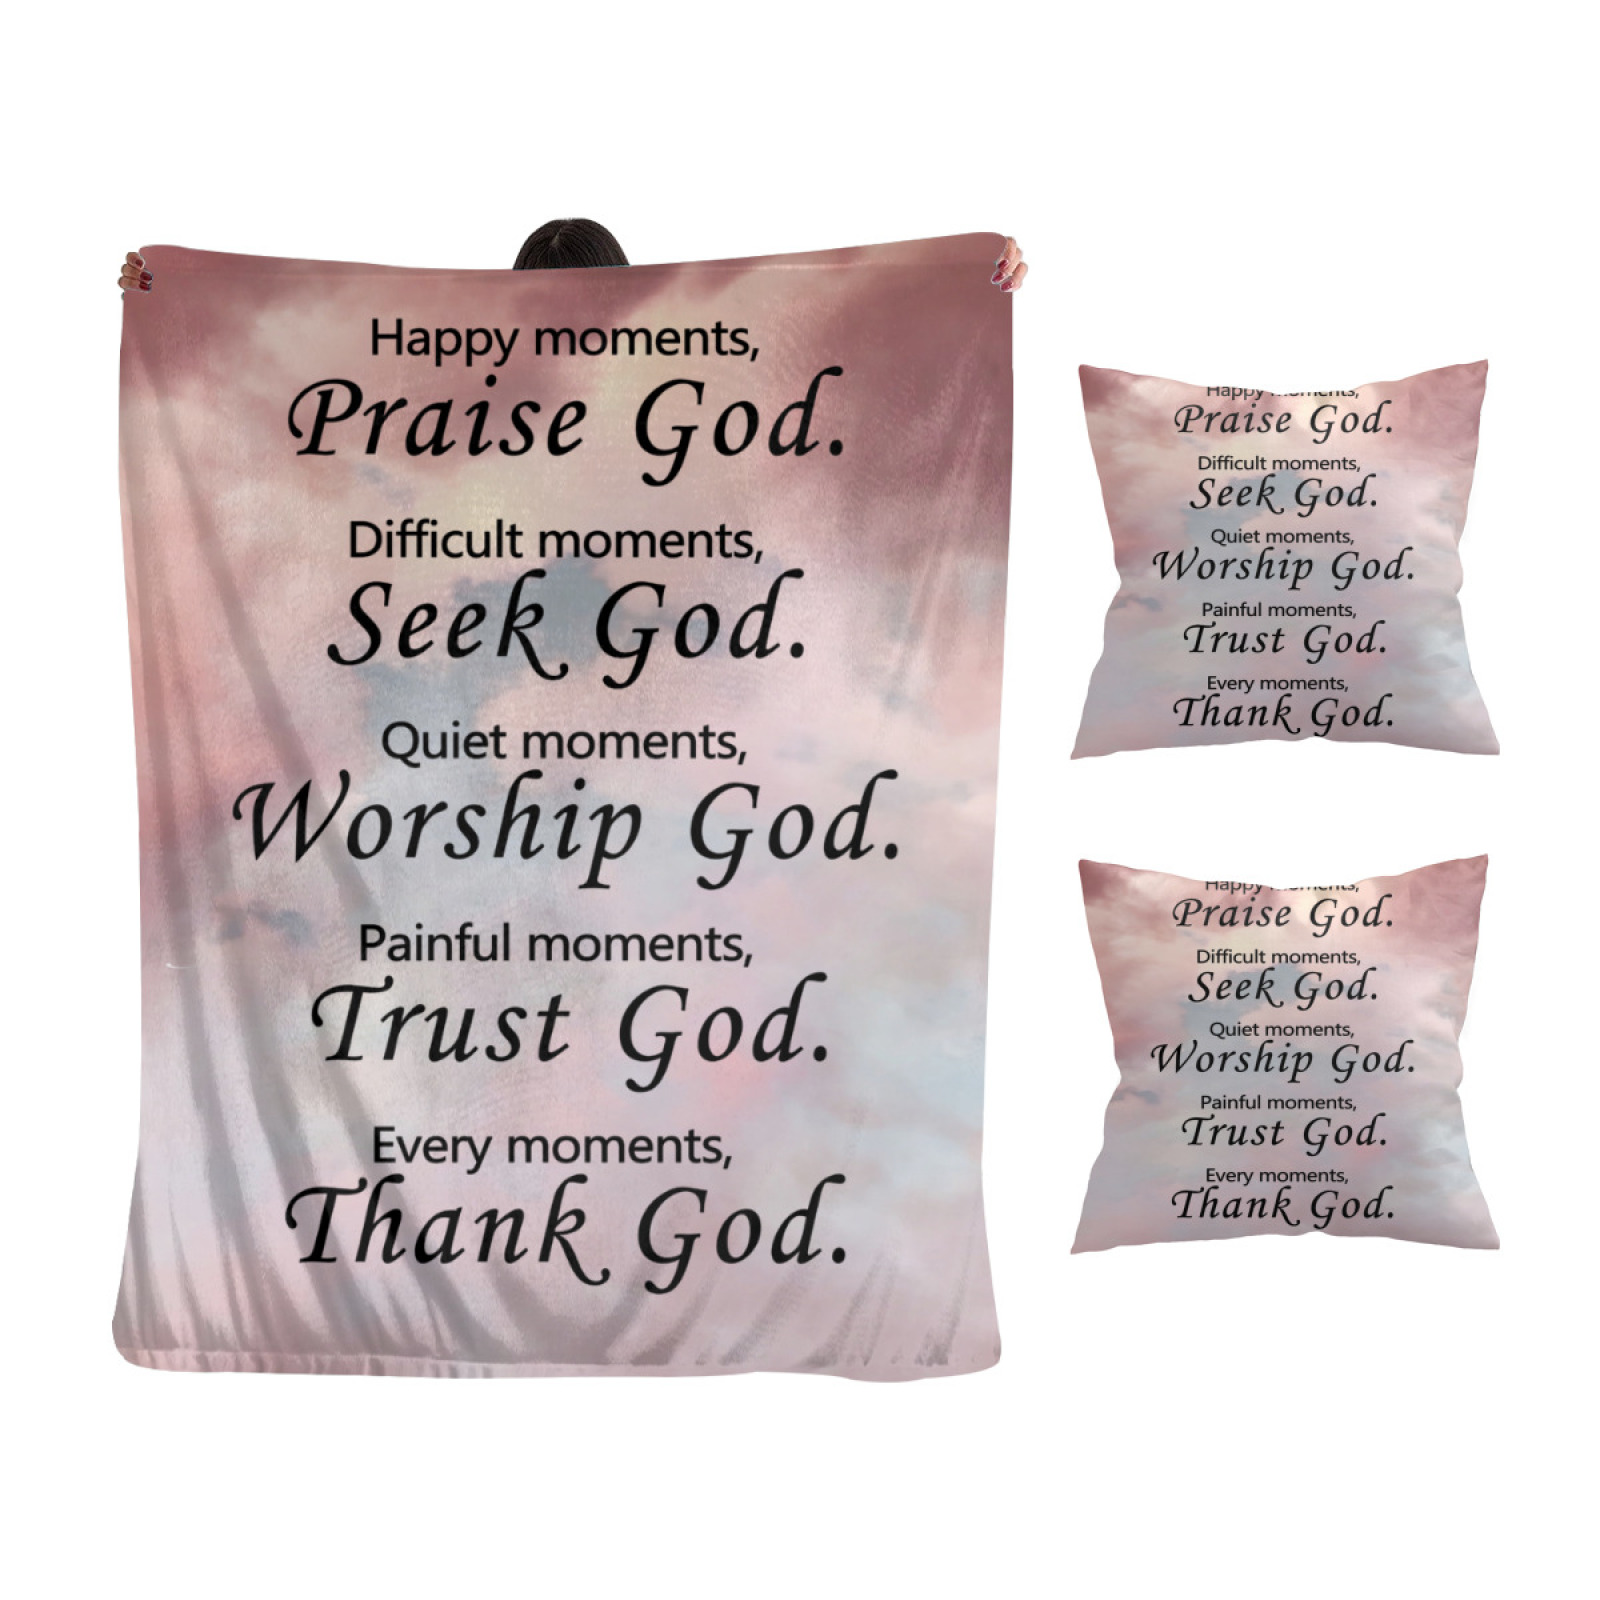 Happy moments,
Praise God.
Difficult moments,
Seek God.
Quiet moments,
Worship God.
Painful moments,
Trust God.
Every moments,
Thank God.
Happy
Praise God.
Difficult moments,
Seek God.
Quiet moments,
Worship God.
Painful moments,
Trust God.
Every moments,
Thank God.
Happy
Praise God.
Difficult moments,
Seek God.
Quiet moments,
Worship God.
Painful moments,
Trust God.
Every moments,
Thank God.